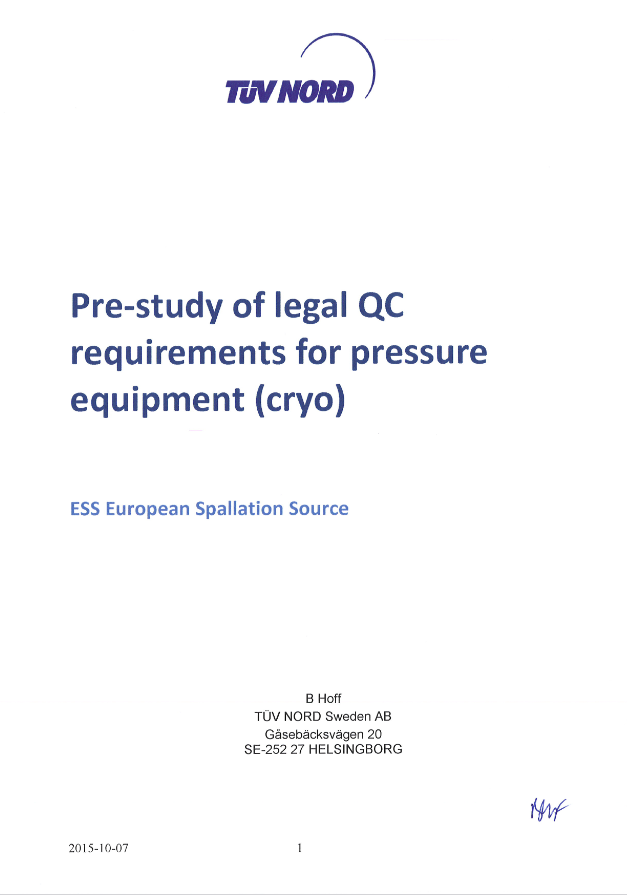 TÜV NORD
Pre-study of legal QC
requirements for pressure
equipment (cryo)
ESS European Spallation Source
B Hoff
TÜV NORD Sweden AB
Gåsebäcksvägen 20
SE-252 27 HELSINGBORG
2015-10-07 1